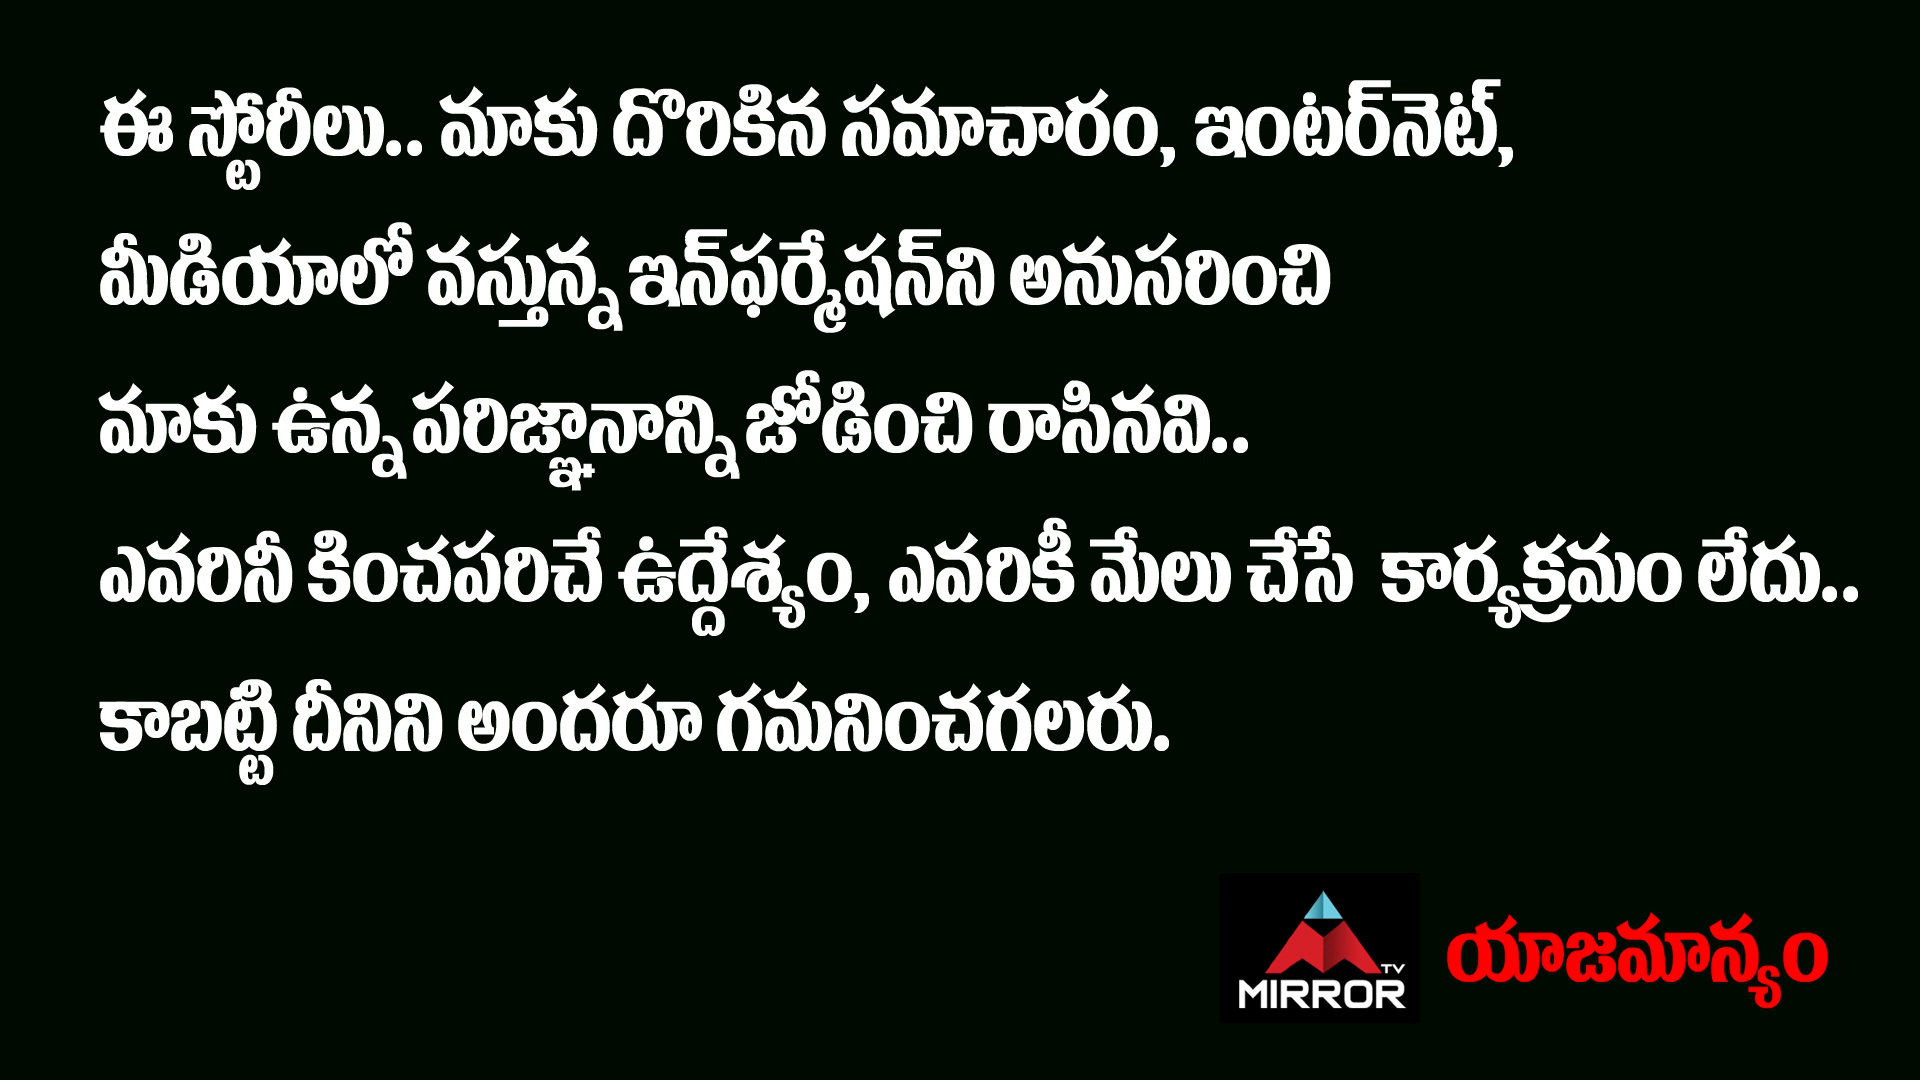 ఈ స్టోరీలు.. మాకు దొరికిన సమాచారం, ఇంటర్‌నెట్,
మీడియాలో వస్తున్న ఇన్‌ఫర్మేషన్‌ని అనుసరించి
మాకు ఉన్న పరిజ్ఞానాన్ని జోడించి రాసినవి..
ఎవరినీ కించపరిచే ఉద్దేశ్యం, ఎవరికీ మేలు చేసే కార్యక్రమం లేదు..
కాబట్టి దీనిని అందరూ గమనించగలరు.
TV
MIRROR
యాజమాన్యం